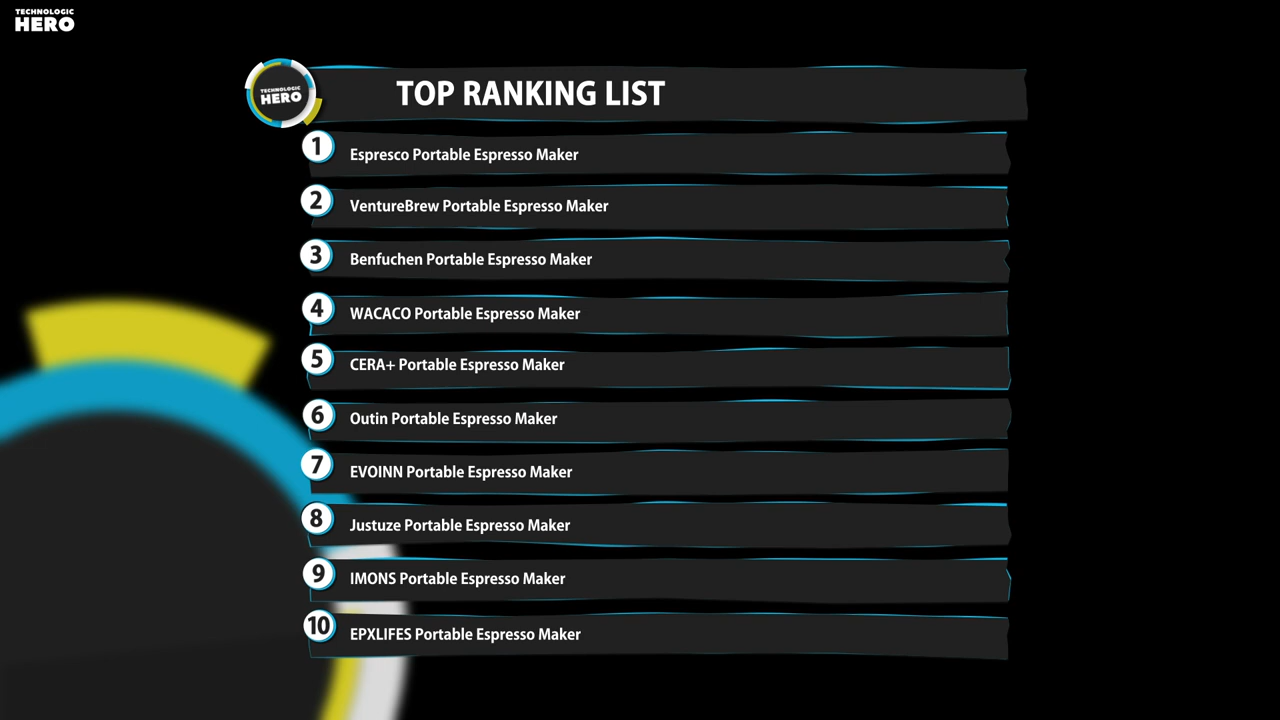 TECHNOLOGIC
HERO
TECHNOLOGIC
HERO
TOP RANKING LIST
1
Espresco Portable Espresso Maker
2
VentureBrew Portable Espresso Maker
3
Benfuchen Portable Espresso Maker
4
WACACO Portable Espresso Maker
5
CERA+ Portable Espresso Maker
6
Outin Portable Espresso Maker
7
EVOINN Portable Espresso Maker
8
Justuze Portable Espresso Maker
9
IMONS Portable Espresso Maker
10
EPXLIFES Portable Espresso Maker